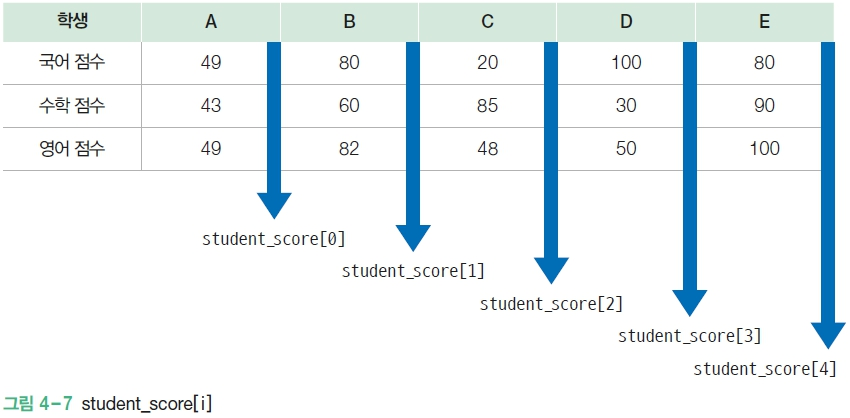 학생 A B C D E
국어 점수 49 80 20 100 80
수학 점수 43 60 85 30 90
영어 점수 49 82 48 50 100
student_score[0]
student_score[1]
student_score[2]
student_score[3]
student_score[4]
그림 4-7 student_score[i]